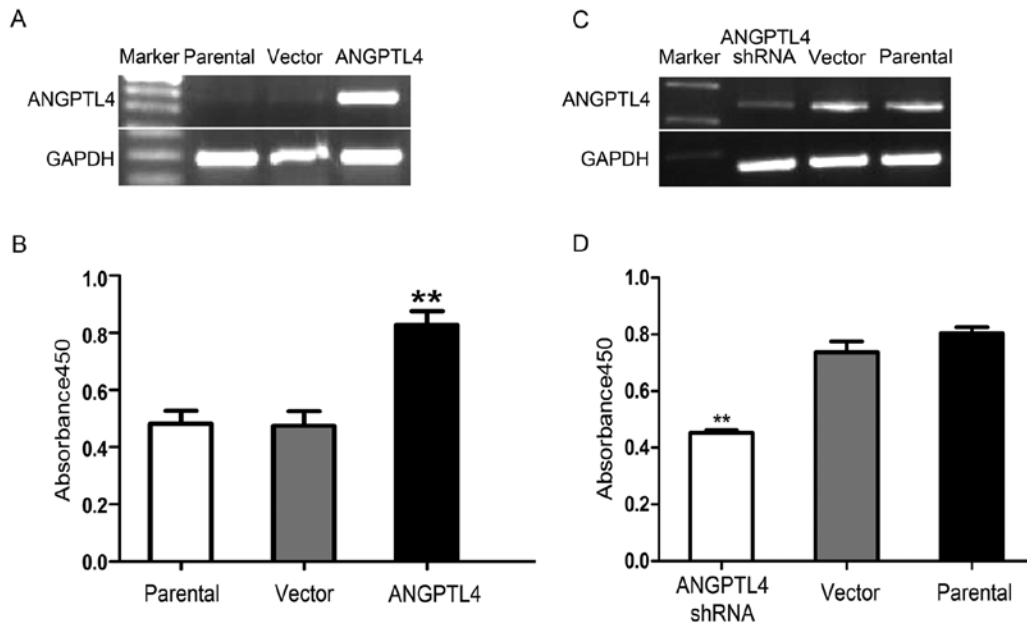 A
Marker Parental Vector ANGPTL4
ANGPTL4
GAPDH
C
ANGPTL4
shRNA
Marker Vector Parental
ANGPTL4
GAPDH
B
1.0
0.8
0.6
0.4
0.2
0.0
Absorbance450
**
Parental Vector ANGPTL4
D
1.0
0.8
0.6
0.4
0.2
0.0
Absorbance450
**
ANGPTL4
shRNA
Vector Parental